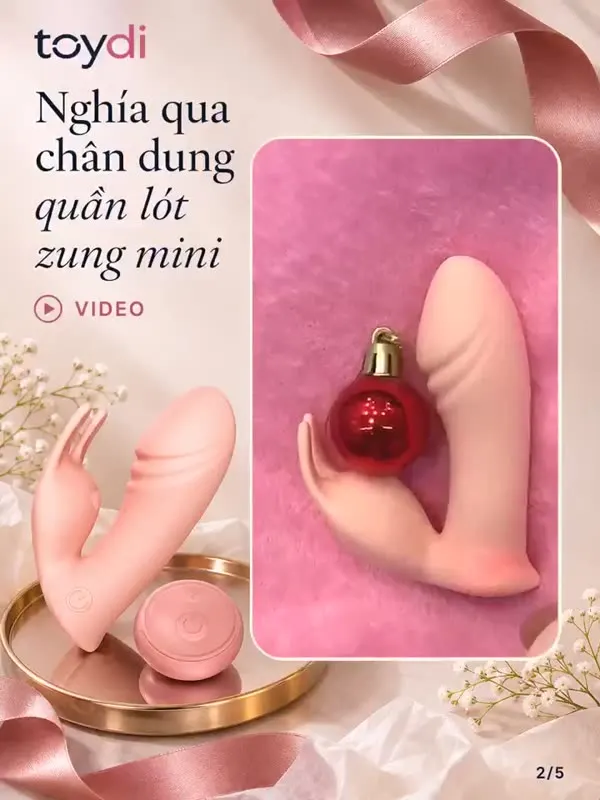 toydi
Nghía qua
chân dung
quần lót
zung mini
VIDEO
2/5